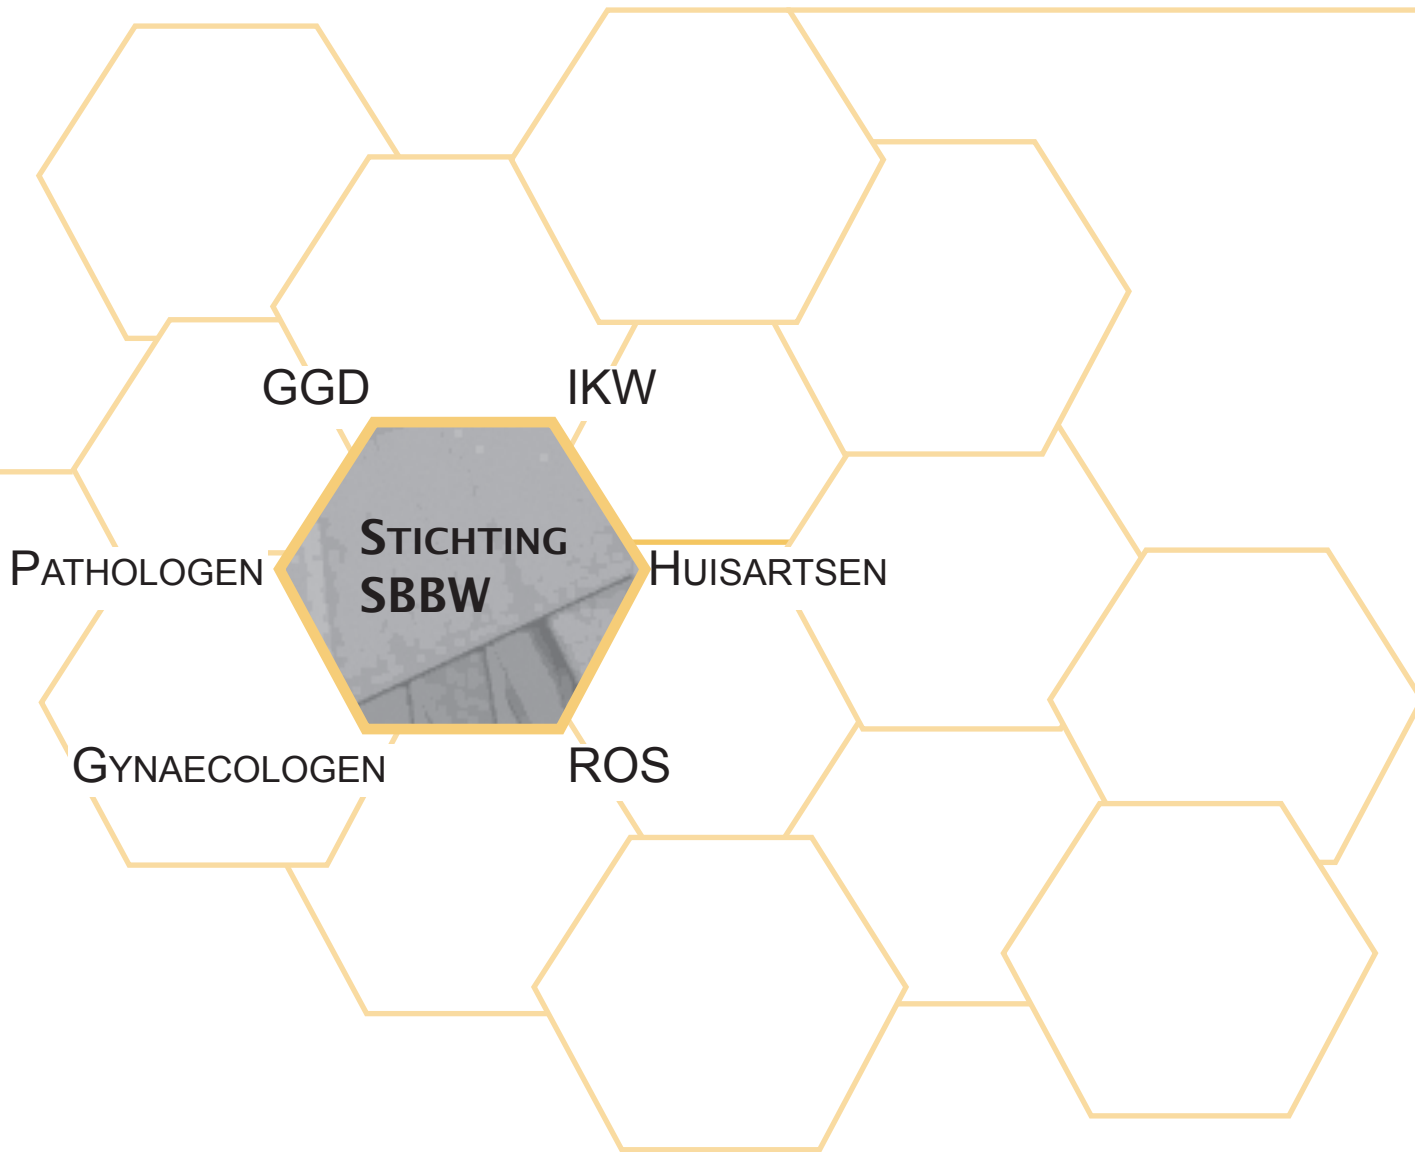 GGD
IKW
STICHTING
SBBW
PATHOLOGEN
HUISARTSEN
GYNAECOLOGEN
ROS